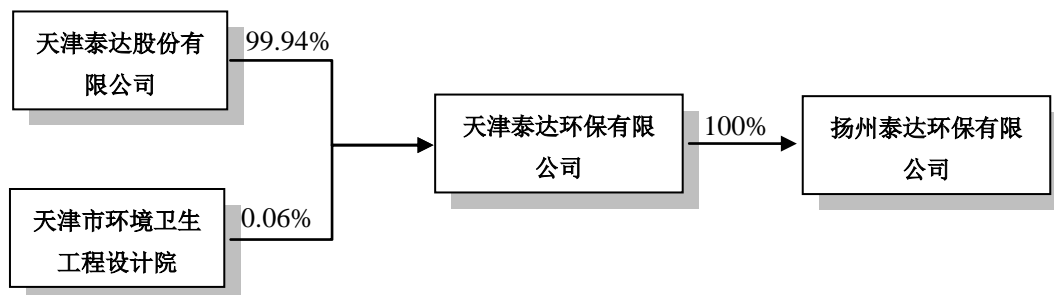 天津泰达股份有
限公司
99.94%
天津市环境卫生
工程设计院
0.06%
天津泰达环保有限
公司
100%
扬州泰达环保有限
公司